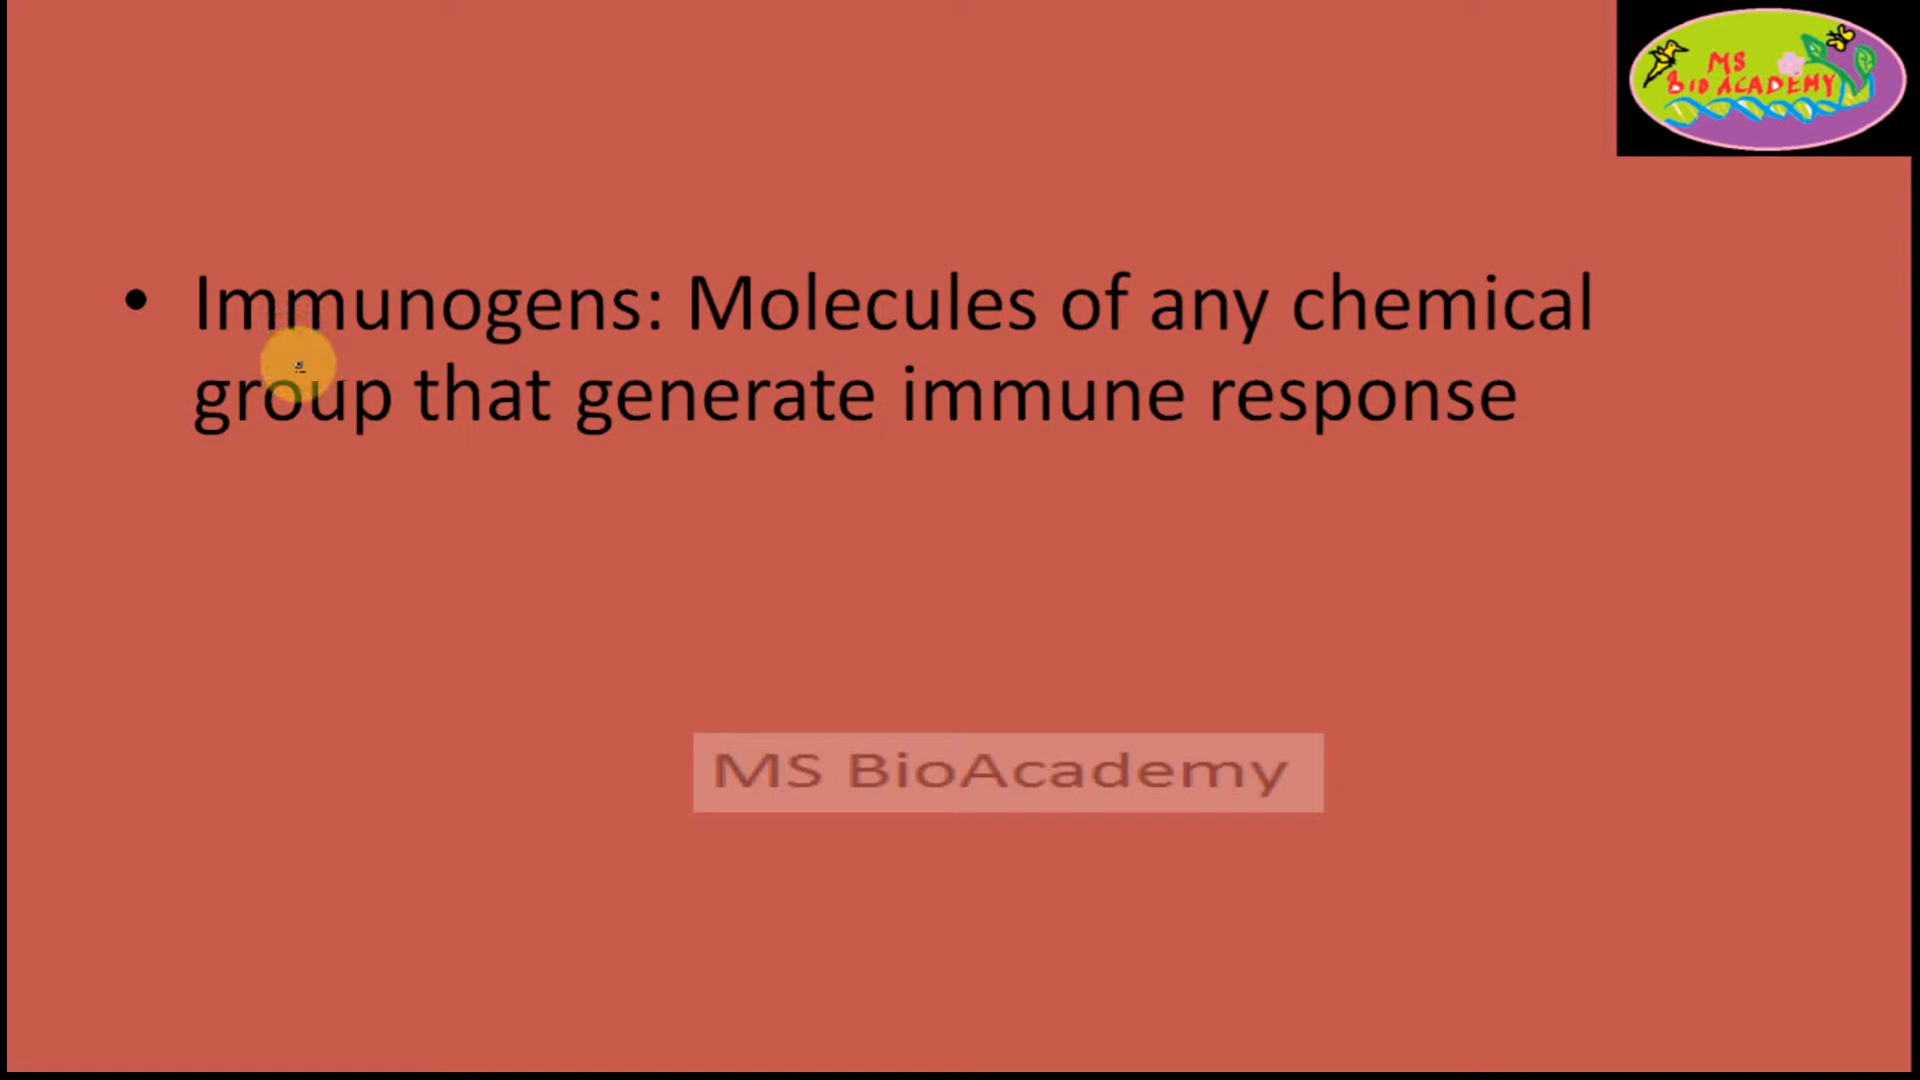 MS
BIO ACADEMY
• Immunogens: Molecules of any chemical
group that generate immune response
MS BioAcademy